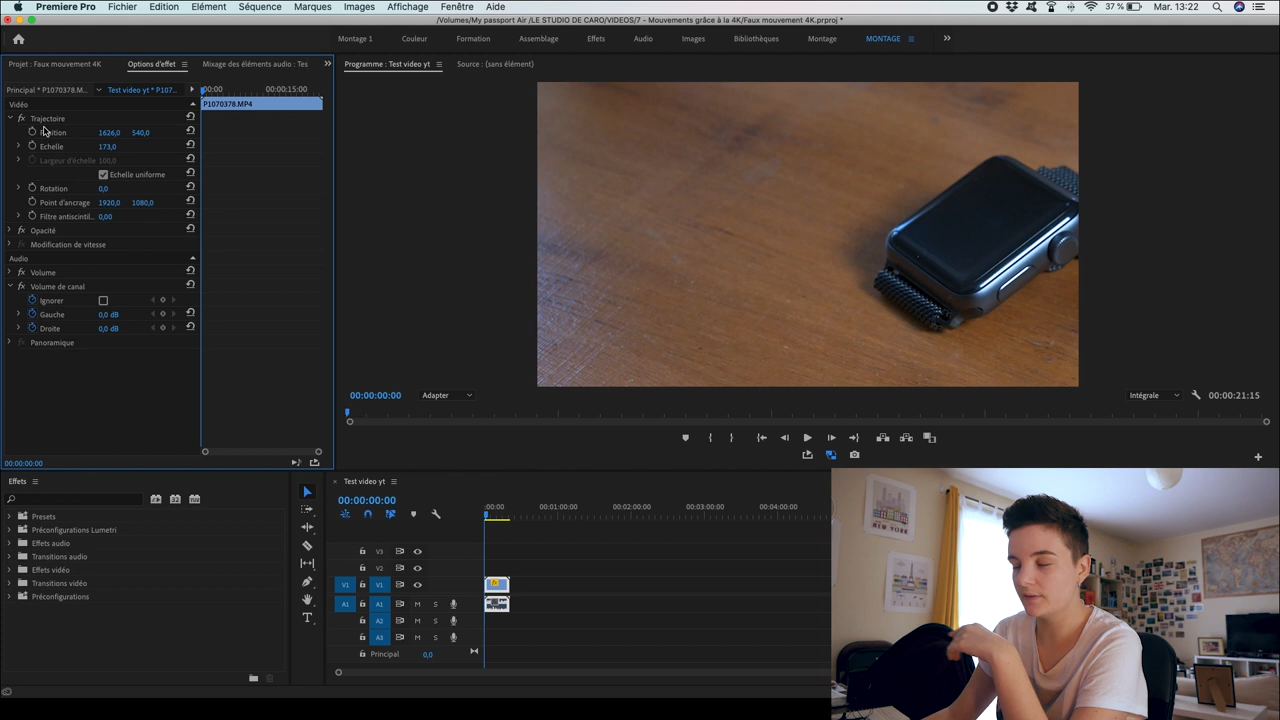 Premiere Pro Fichier Edition Elément Séquence Marques Images Affichage Fenêtre Aide 37 % Mar. 13:22
/Volumes/My passport Air /LE STUDIO DE CARO/VIDEOS/7 - Mouvements grâce à la 4K/Faux mouvement 4K.prproj *
Montage 1 Couleur Formation Assemblage Effets Audio Images Bibliothèques Montage MONTAGE
Projet : Faux mouvement 4K Options d'effet Mixage des éléments audio : Tes
Programme : Test video yt Source : (sans élément)
Principal * P1070378.M... Test video yt * P107... :00:00 00:00:15:00
Vidéo P1070378.MP4
Trajectoire
1626,0 540,0
Echelle 173,0
Largeur d'échelle 100,0
Echelle uniforme
Rotation 0,0
Point d'ancrage 1920,0 1080,0
Filtre antiscintil... 0,00
Opacité
Modification de vitesse
Audio
Volume
Volume de canal
Ignorer
Gauche 0,0 dB
Droite 0,0 dB
Panoramique
00:00:00:00
00:00:00:00 Adapter Intégrale 00:00:21:15
Effets
Presets
Préconfigurations Lumetri
Effets audio
Transitions audio
Effets vidéo
Transitions vidéo
Préconfigurations
Test video yt
00:00:00:00
:00:00 00:01:00:00 00:02:00:00 00:03:00:00 00:04:00:00
V3
V2
V1 V1
A1 A1 M S
A2 M S
A3 M S
Principal 0,0
NEW YORK